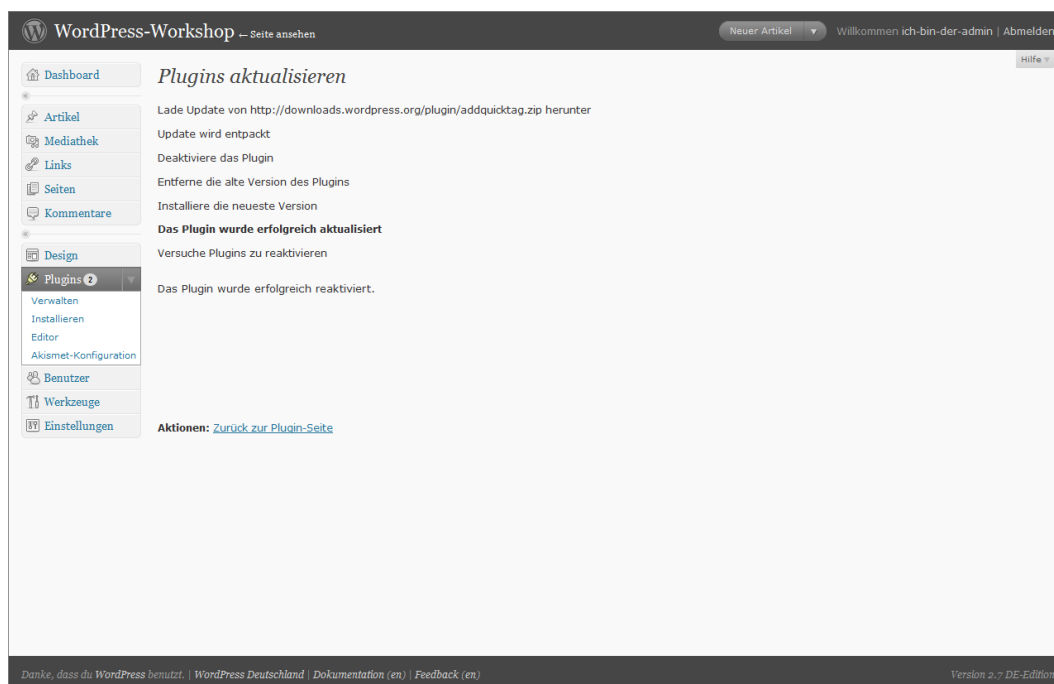 WordPress-Workshop ← Seite ansehen
Neuer Artikel
Willkommen ich-bin-der-admin | Abmelden
Hilfe
Dashboard
Artikel
Mediathek
Links
Seiten
Kommentare
Design
Plugins 2
Verwalten
Installieren
Editor
Akismet-Konfiguration
Benutzer
Werkzeuge
Einstellungen
Plugins aktualisieren
Lade Update von http://downloads.wordpress.org/plugin/addquicktag.zip herunter
Update wird entpackt
Deaktiviere das Plugin
Entferne die alte Version des Plugins
Installiere die neueste Version
Das Plugin wurde erfolgreich aktualisiert
Versuche Plugins zu reaktivieren
Das Plugin wurde erfolgreich reaktiviert.
Aktionen: Zurück zur Plugin-Seite
Danke, dass du WordPress benutzt. | WordPress Deutschland | Dokumentation (en) | Feedback (en)
Version 2.7 DE-Edition